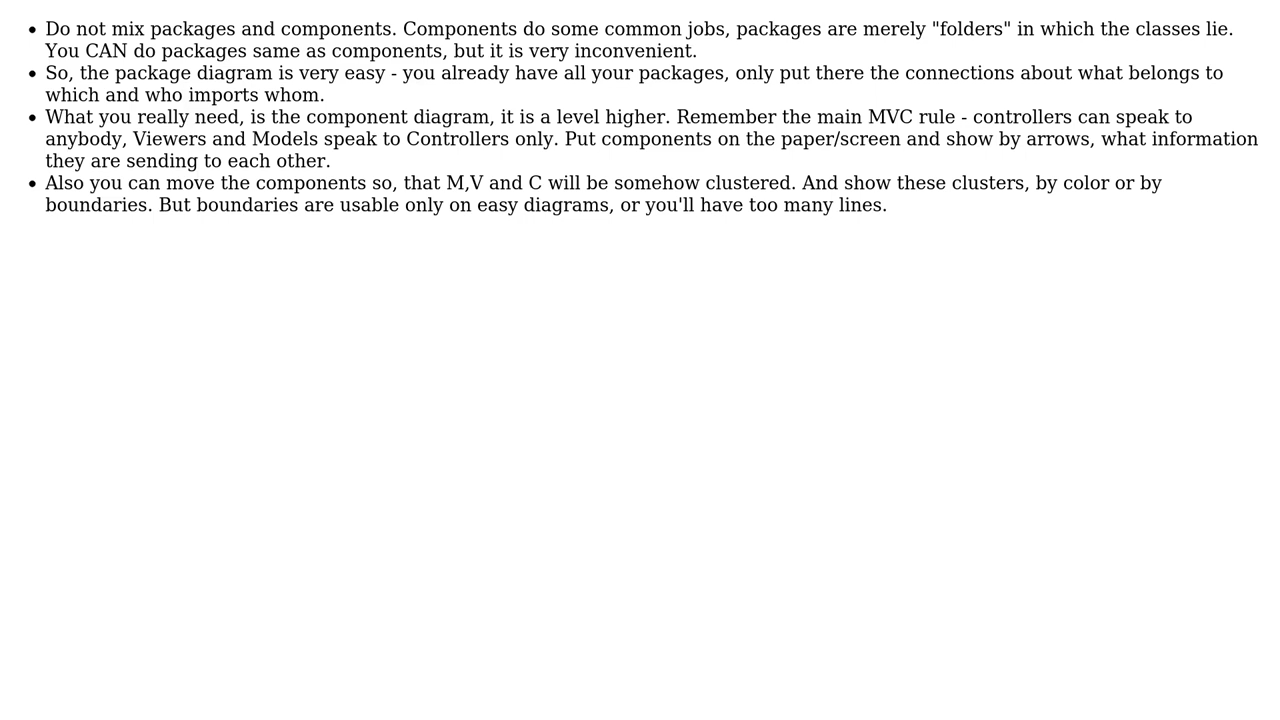 • Do not mix packages and components. Components do some common jobs, packages are merely "folders" in which the classes lie.
You CAN do packages same as components, but it is very inconvenient.
• So, the package diagram is very easy - you already have all your packages, only put there the connections about what belongs to
which and who imports whom.
• What you really need, is the component diagram, it is a level higher. Remember the main MVC rule - controllers can speak to
anybody, Viewers and Models speak to Controllers only. Put components on the paper/screen and show by arrows, what information
they are sending to each other.
• Also you can move the components so, that M,V and C will be somehow clustered. And show these clusters, by color or by
boundaries. But boundaries are usable only on easy diagrams, or you'll have too many lines.